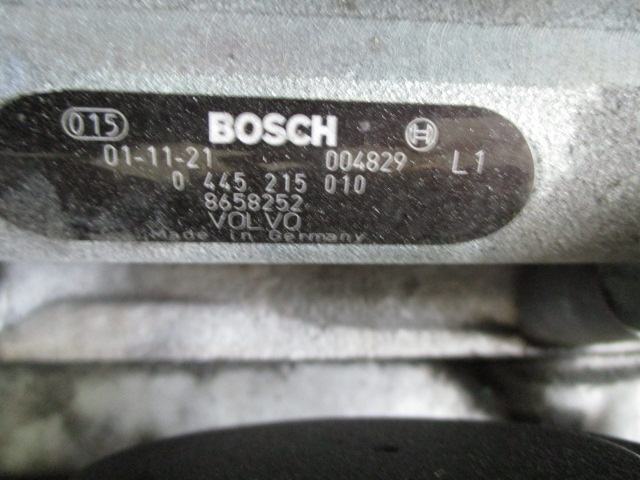 015 BOSCH
01-11-21 004829 L1
0 445 215 010
8658252
VOLVO
Made in Germany